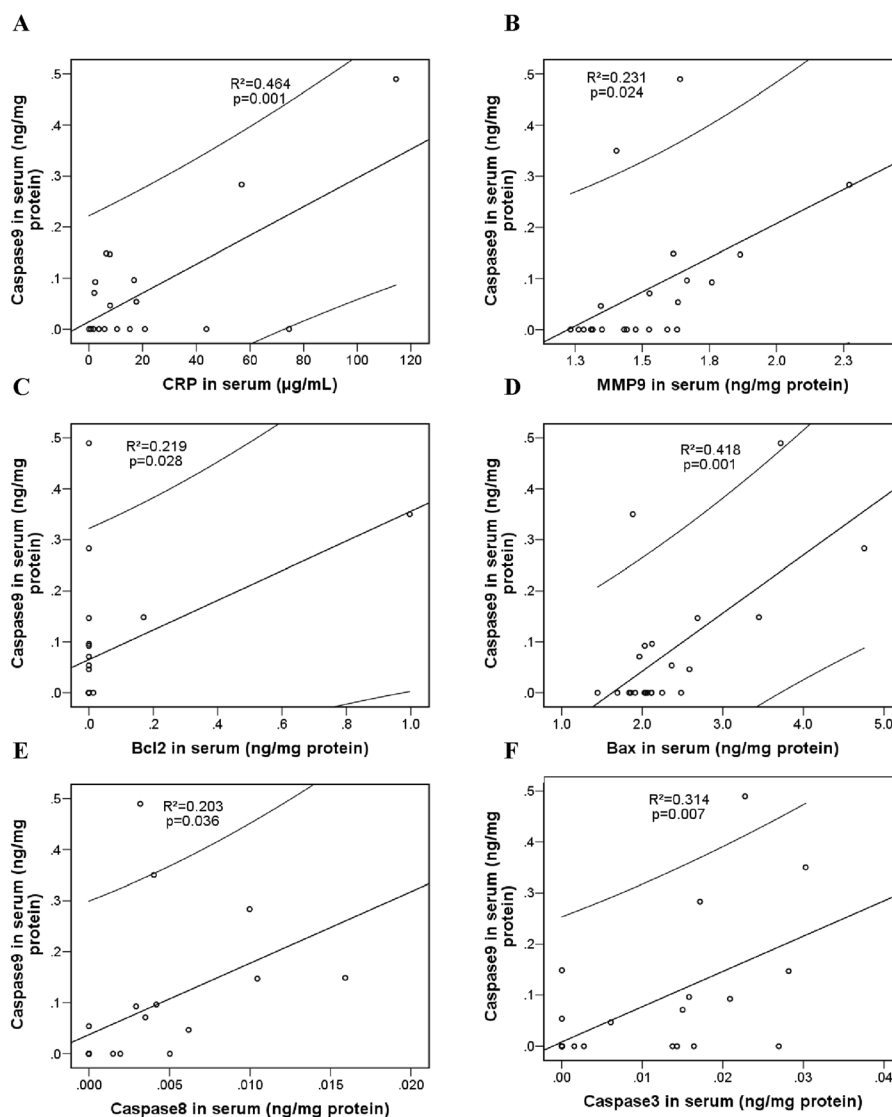 A
R²=0.464
p=0.001
Caspase9 in serum (ng/mg
protein)
.5
.4
.3
.2
.1
.0
0 20 40 60 80 100 120
CRP in serum (µg/mL)
B
R²=0.231
p=0.024
Caspase9 in serum (ng/mg
protein)
.5
.4
.3
.2
.1
.0
1.3 1.5 1.8 2.0 2.3
MMP9 in serum (ng/mg protein)
C
R²=0.219
p=0.028
Caspase9 in serum (ng/mg
protein)
.5
.4
.3
.2
.1
.0
.0 .2 .4 .6 .8 1.0
Bcl2 in serum (ng/mg protein)
D
R²=0.418
p=0.001
Caspase9 in serum (ng/mg
protein)
.5
.4
.3
.2
.1
.0
1.0 2.0 3.0 4.0 5.0
Bax in serum (ng/mg protein)
E
R²=0.203
p=0.036
Caspase9 in serum (ng/mg
protein)
.5
.4
.3
.2
.1
.0
.000 .005 .010 .015 .020
Caspase8 in serum (ng/mg protein)
F
R²=0.314
p=0.007
Caspase9 in serum (ng/mg
protein)
.5
.4
.3
.2
.1
.0
.00 .01 .02 .03 .04
Caspase3 in serum (ng/mg protein)